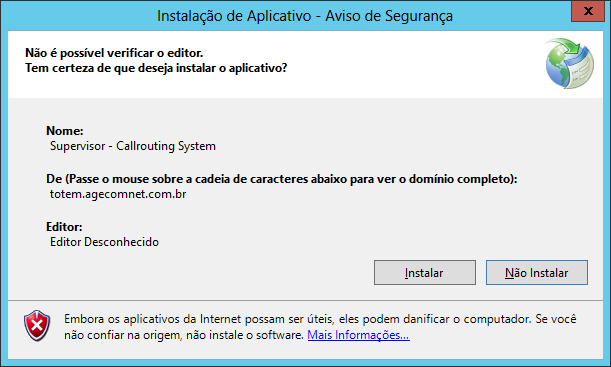 Instalação de Aplicativo - Aviso de Segurança
x
Não é possível verificar o editor.
Tem certeza de que deseja instalar o aplicativo?
Nome:
Supervisor - Callrouting System
De (Passe o mouse sobre a cadeia de caracteres abaixo para ver o domínio completo):
totem.agecomnet.com.br
Editor:
Editor Desconhecido
Instalar
Não Instalar
Embora os aplicativos da Internet possam ser úteis, eles podem danificar o computador. Se você
não confiar na origem, não instale o software. Mais Informações...